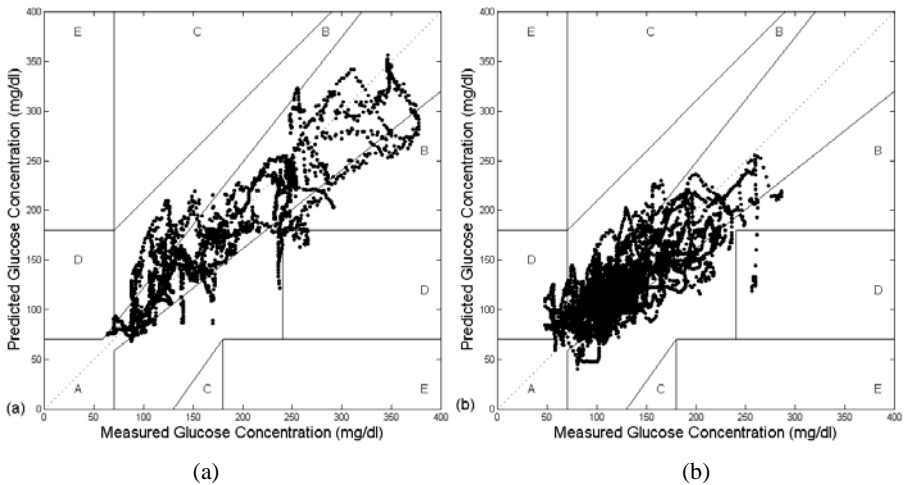 400
350
300
250
200
150
100
50
0
Predicted Glucose Concentration (mg/dl)
E C B
B
D
D
A C E
(a)
0 50 100 150 200 250 300 350 400
Measured Glucose Concentration (mg/dl)
(a)
400
350
300
250
200
150
100
50
0
Predicted Glucose Concentration (mg/dl)
E C B
B
D
D
A C E
(b)
0 50 100 150 200 250 300 350 400
Measured Glucose Concentration (mg/dl)
(b)